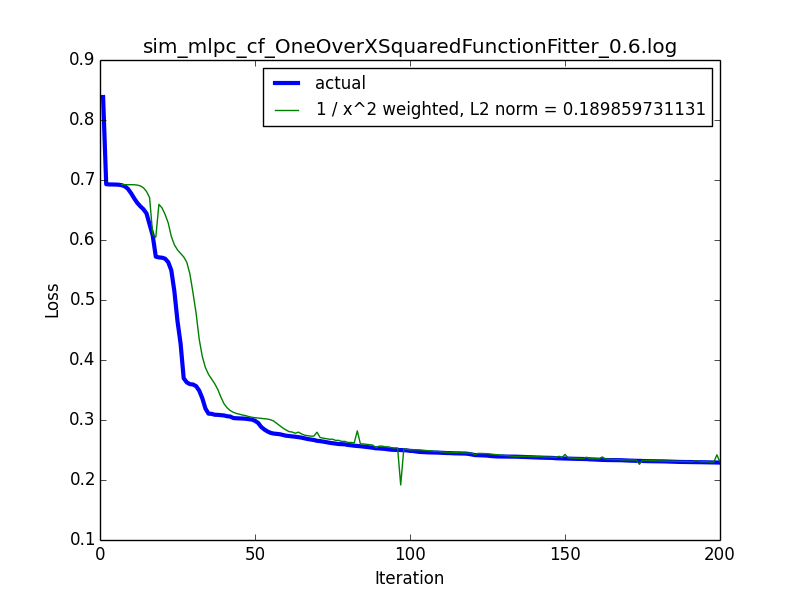 sim_mlpc_cf_OneOverXSquaredFunctionFitter_0.6.log
actual
1 / x^2 weighted, L2 norm = 0.189859731131
0.9
0.8
0.7
0.6
0.5
0.4
0.3
0.2
0.1
Loss
0 50 100 150 200
Iteration